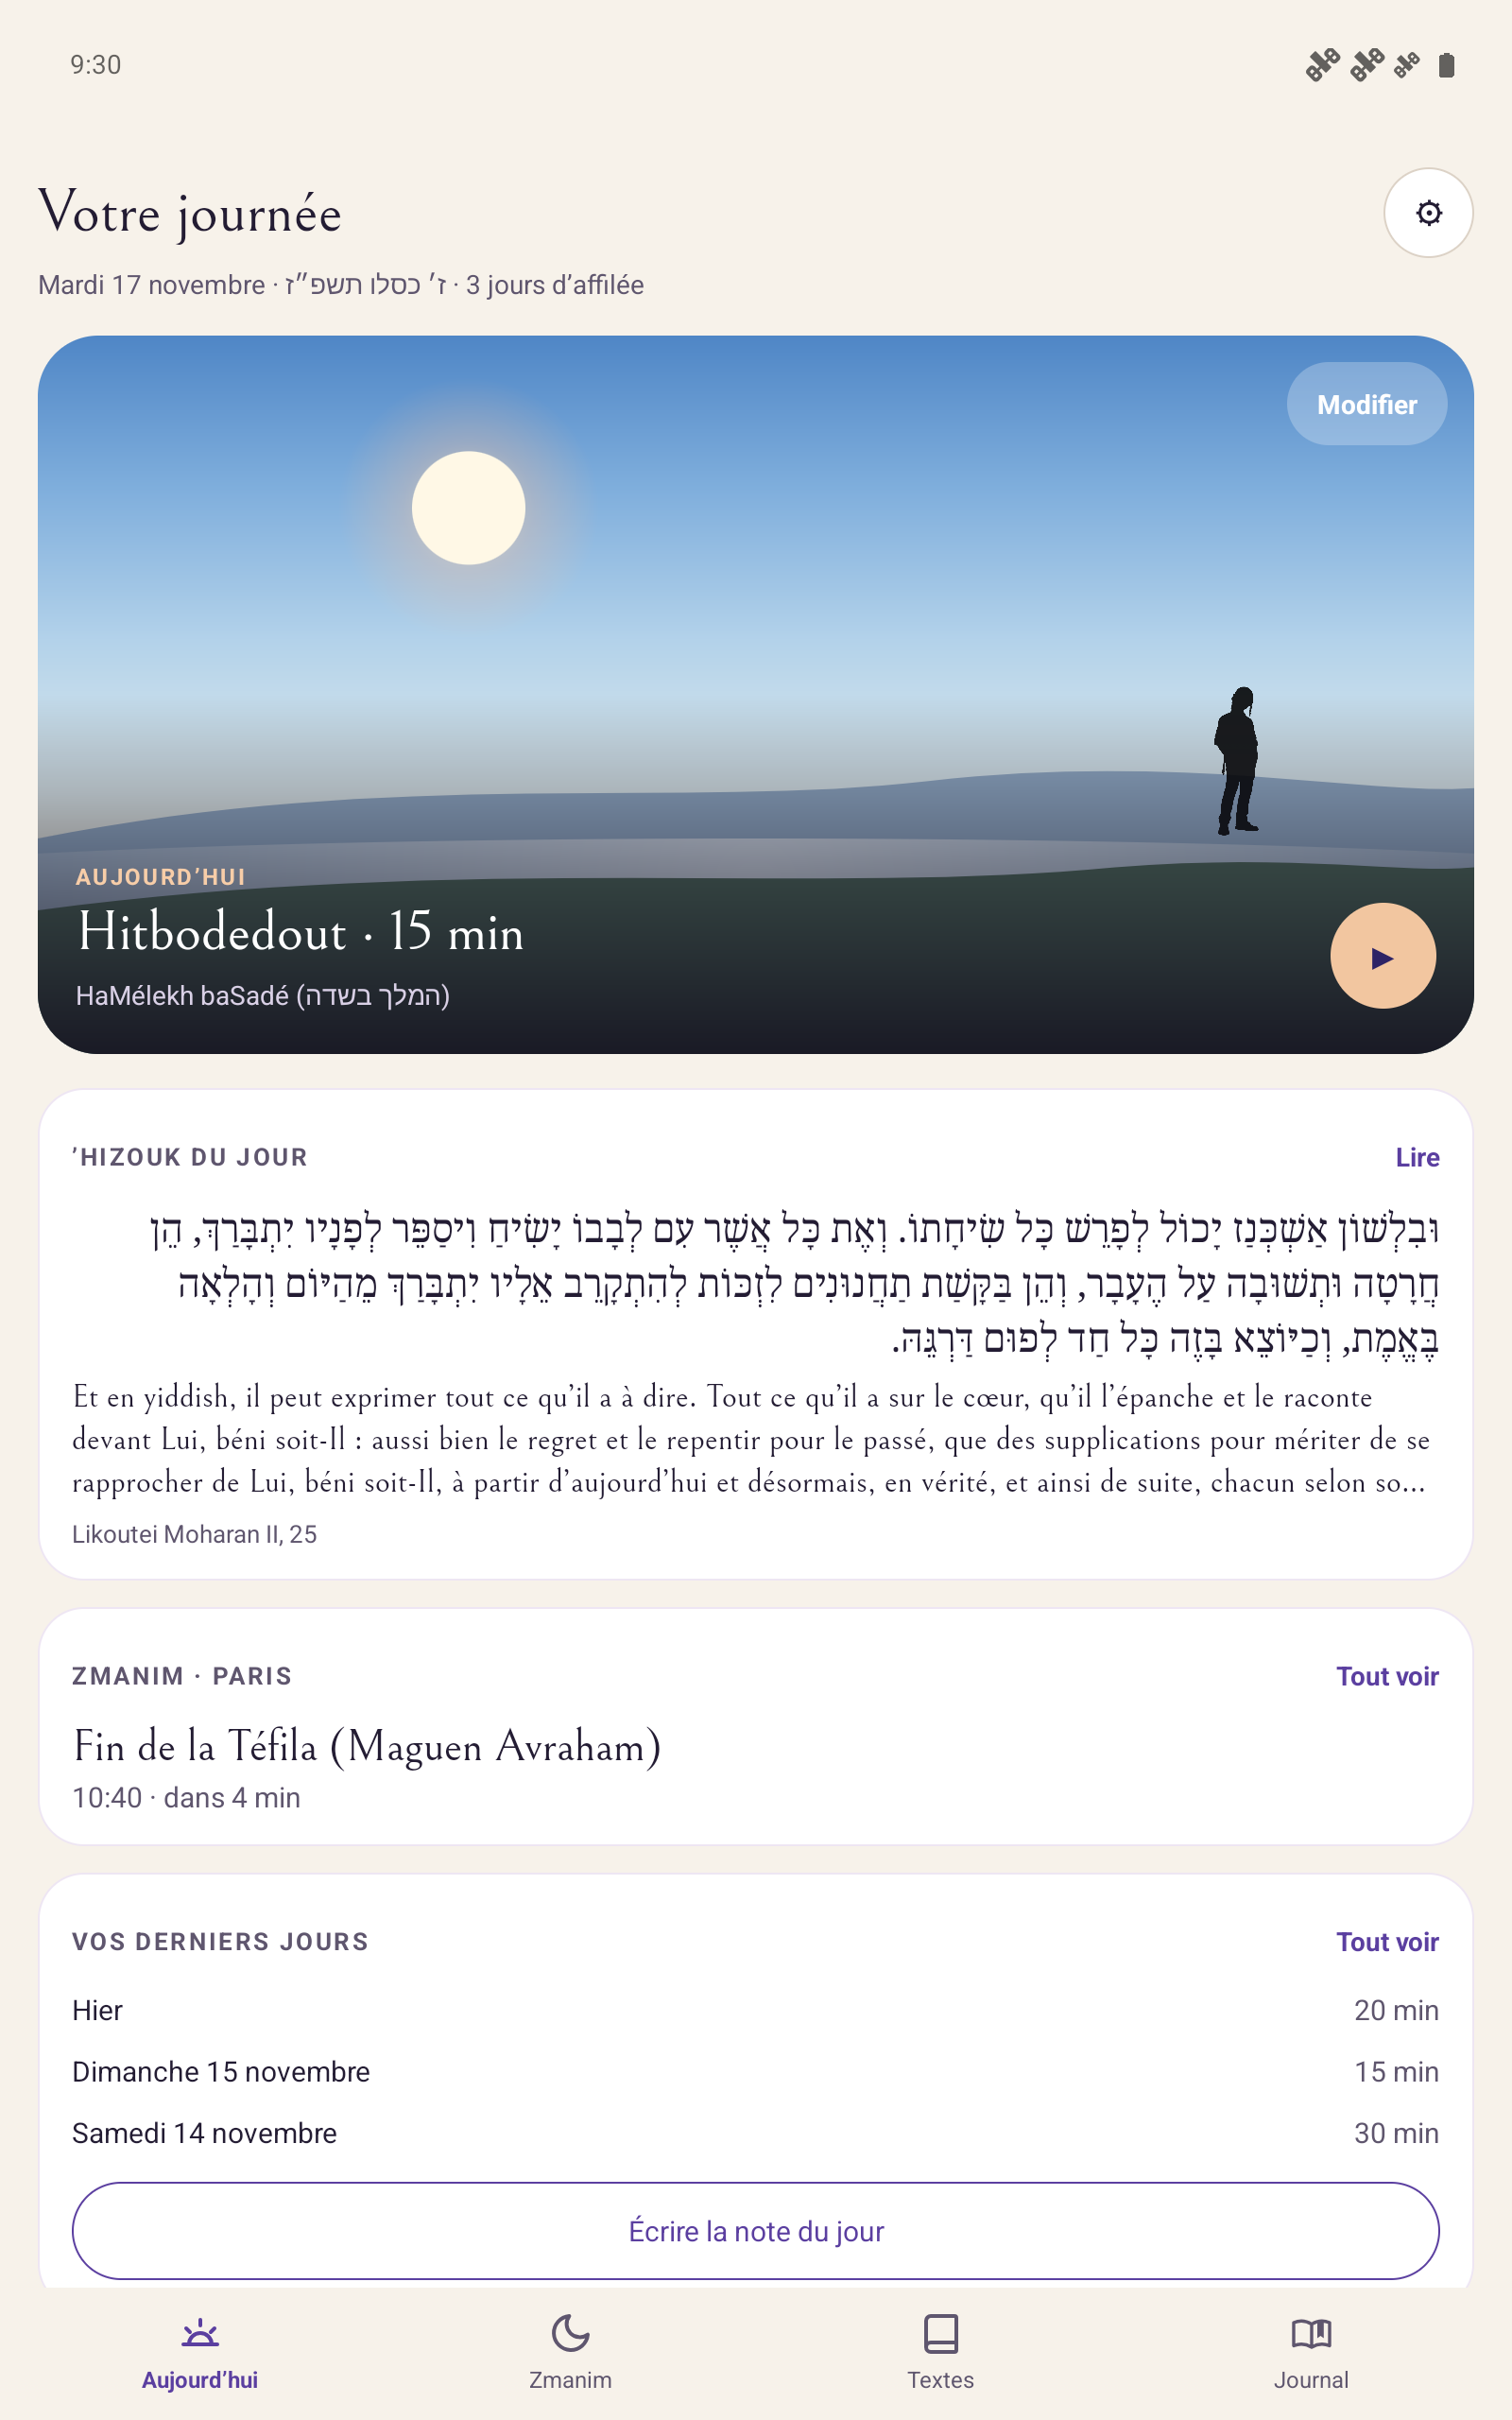 9:30
Votre journée
Mardi 17 novembre · ז׳ כסלו תשפ״ז · 3 jours d’affilée
Modifier
AUJOURD’HUI
Hitbodedout · 15 min
HaMélekh baSadé (המלך בשדה)
’HIZOUK DU JOUR
Lire
וּבִלְשׁוֹן אַשְׁכְּנַז יָכוֹל לְפָרֵשׁ כָּל שִׂיחָתוֹ. וְאֶת כָּל אֲשֶׁר עִם לְבָבוֹ יָשִׂיחַ וִיסַפֵּר לְפָנָיו יִתְבָּרַךְ, הֵן
חֲרָטָה וּתְשׁוּבָה עַל הֶעָבָר, וְהֵן בַּקָּשַׁת תַחֲנוּנִים לִזְכּוֹת לְהִתְקָרֵב אֵלָיו יִתְבָּרַךְ מֵהַיּוֹם וְהָלְאָה
בֶּאֱמֶת, וְכַיּוֹצֵא בָּזֶה כָּל חַד לְפוּם דַּרְגֵּהּ.
Et en yiddish, il peut exprimer tout ce qu’il a à dire. Tout ce qu’il a sur le cœur, qu’il l’épanche et le raconte
devant Lui, béni soit-Il : aussi bien le regret et le repentir pour le passé, que des supplications pour mériter de se
rapprocher de Lui, béni soit-Il, à partir d’aujourd’hui et désormais, en vérité, et ainsi de suite, chacun selon so…
Likoutei Moharan II, 25
ZMANIM · PARIS
Tout voir
Fin de la Téfila (Maguen Avraham)
10:40 · dans 4 min
VOS DERNIERS JOURS
Tout voir
Hier
20 min
Dimanche 15 novembre
15 min
Samedi 14 novembre
30 min
Écrire la note du jour
Aujourd’hui
Zmanim
Textes
Journal